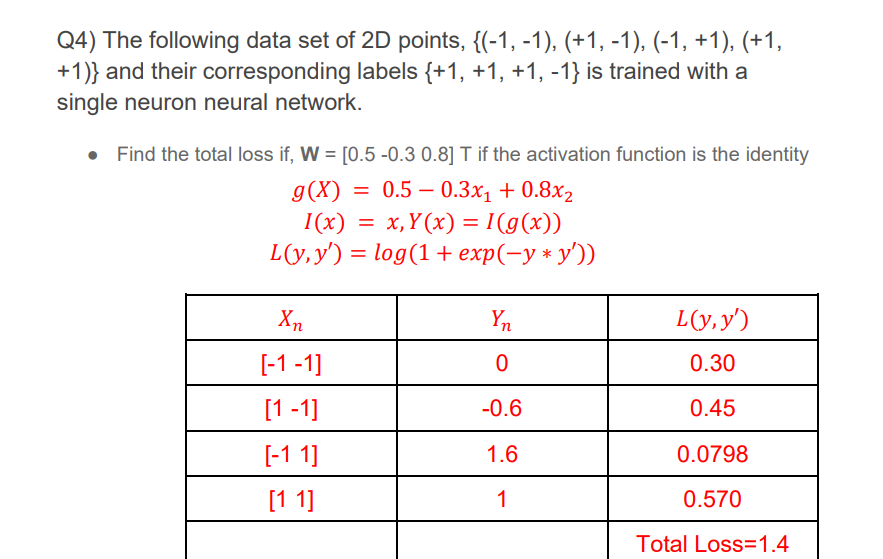 Q4) The following data set of 2D points, {(-1, -1), (+1, -1), (-1, +1), (+1,
+1)} and their corresponding labels {+1, +1, +1, -1} is trained with a
single neuron neural network.
• Find the total loss if, W = [0.5 -0.3 0.8] T if the activation function is the identity
g(X) = 0.5 − 0.3x₁ + 0.8x₂
I(x) = x, Y(x) = I(g(x))
L(y, y′) = log(1 + exp(−y ∗ y′))
Xₙ Yₙ L(y, y′)
[-1 -1] 0 0.30
[1 -1] -0.6 0.45
[-1 1] 1.6 0.0798
[1 1] 1 0.570
Total Loss=1.4